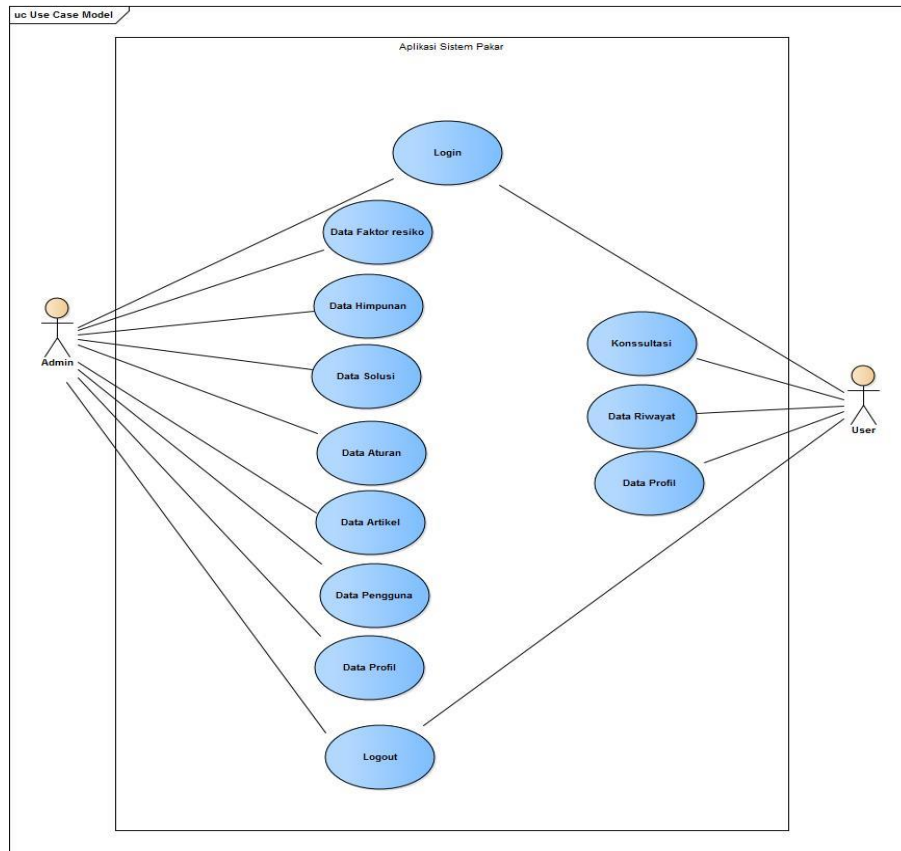 uc Use Case Model
Aplikasi Sistem Pakar
Login
Data Faktor resiko
Data Himpunan
Data Solusi
Data Aturan
Data Artikel
Data Pengguna
Data Profil
Logout
Admin
Konssultasi
Data Riwayat
Data Profil
User